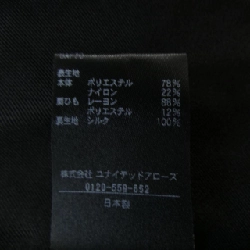 表生地
本体 ポリエステル 78%
ナイロン 22%
肩ひも レーヨン 88%
ポリエステル 12%
裏生地 シルク 100%
株式会社 ユナイテッドアローズ
0120-559-652
日本製